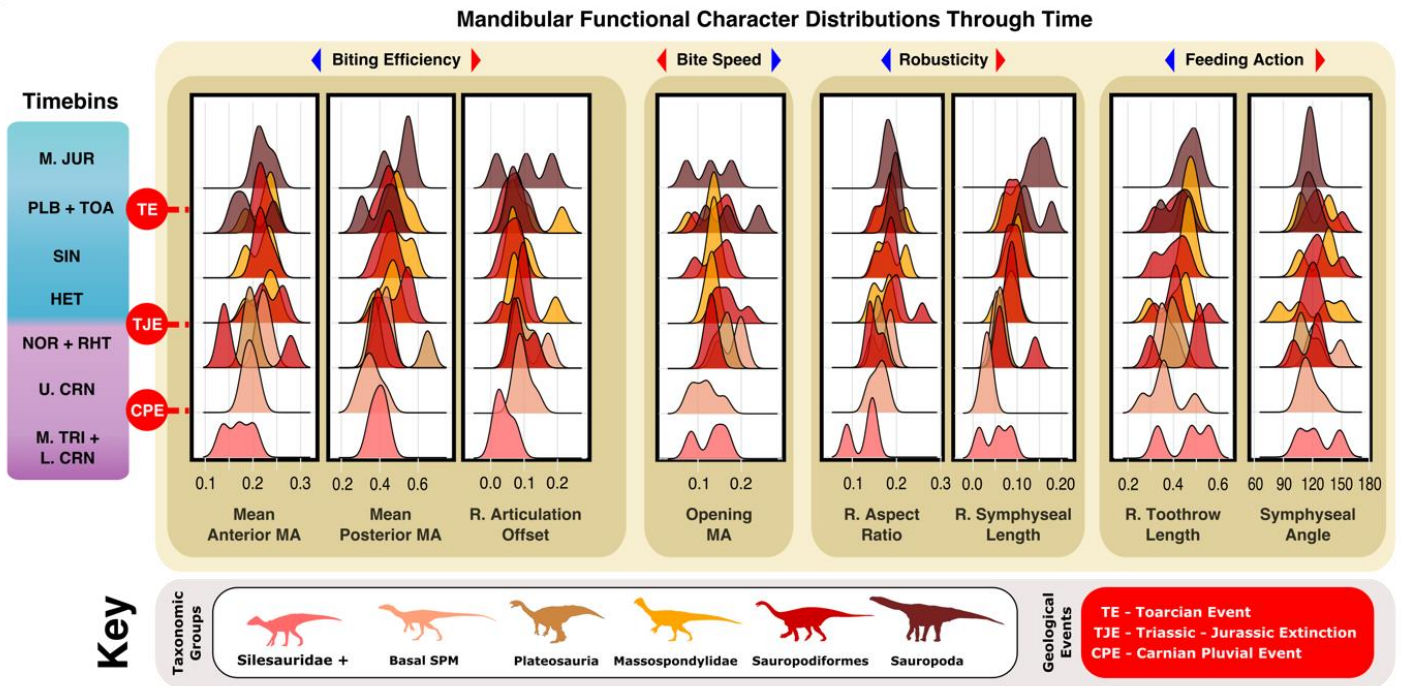 Mandibular Functional Character Distributions Through Time
Biting Efficiency
Bite Speed
Robusticity
Feeding Action
Timebins
M. JUR
PLB + TOA
SIN
HET
NOR + RHT
U. CRN
M. TRI +
L. CRN
TE
TJE
CPE
0.1 0.2 0.3
0.2 0.4 0.6
0.0 0.1 0.2
0.1 0.2
0.1 0.2 0.3
0.0 0.10 0.20
0.2 0.4 0.6
60 90 120 150 180
Mean
Anterior MA
Mean
Posterior MA
R. Articulation
Offset
Opening
MA
R. Aspect
Ratio
R. Symphyseal
Length
R. Toothrow
Length
Symphyseal
Angle
Key
Taxonomic
Groups
Silesauridae +
Basal SPM
Plateosauria
Massospondylidae
Sauropodiformes
Sauropoda
Geological
Events
TE - Toarcian Event
TJE - Triassic - Jurassic Extinction
CPE - Carnian Pluvial Event